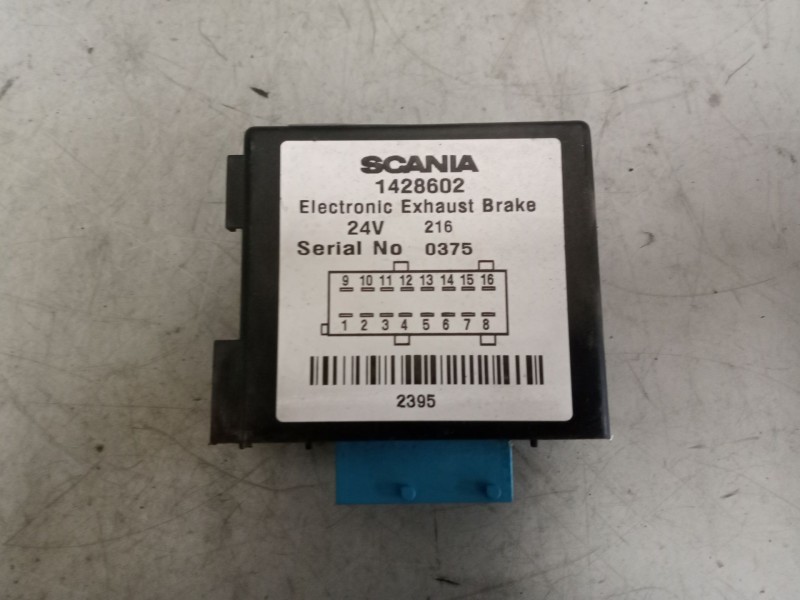 SCANIA
1428602
Electronic Exhaust Brake
24V 216
Serial No 0375
9 10 11 12 13 14 15 16
1 2 3 4 5 6 7 8
2395